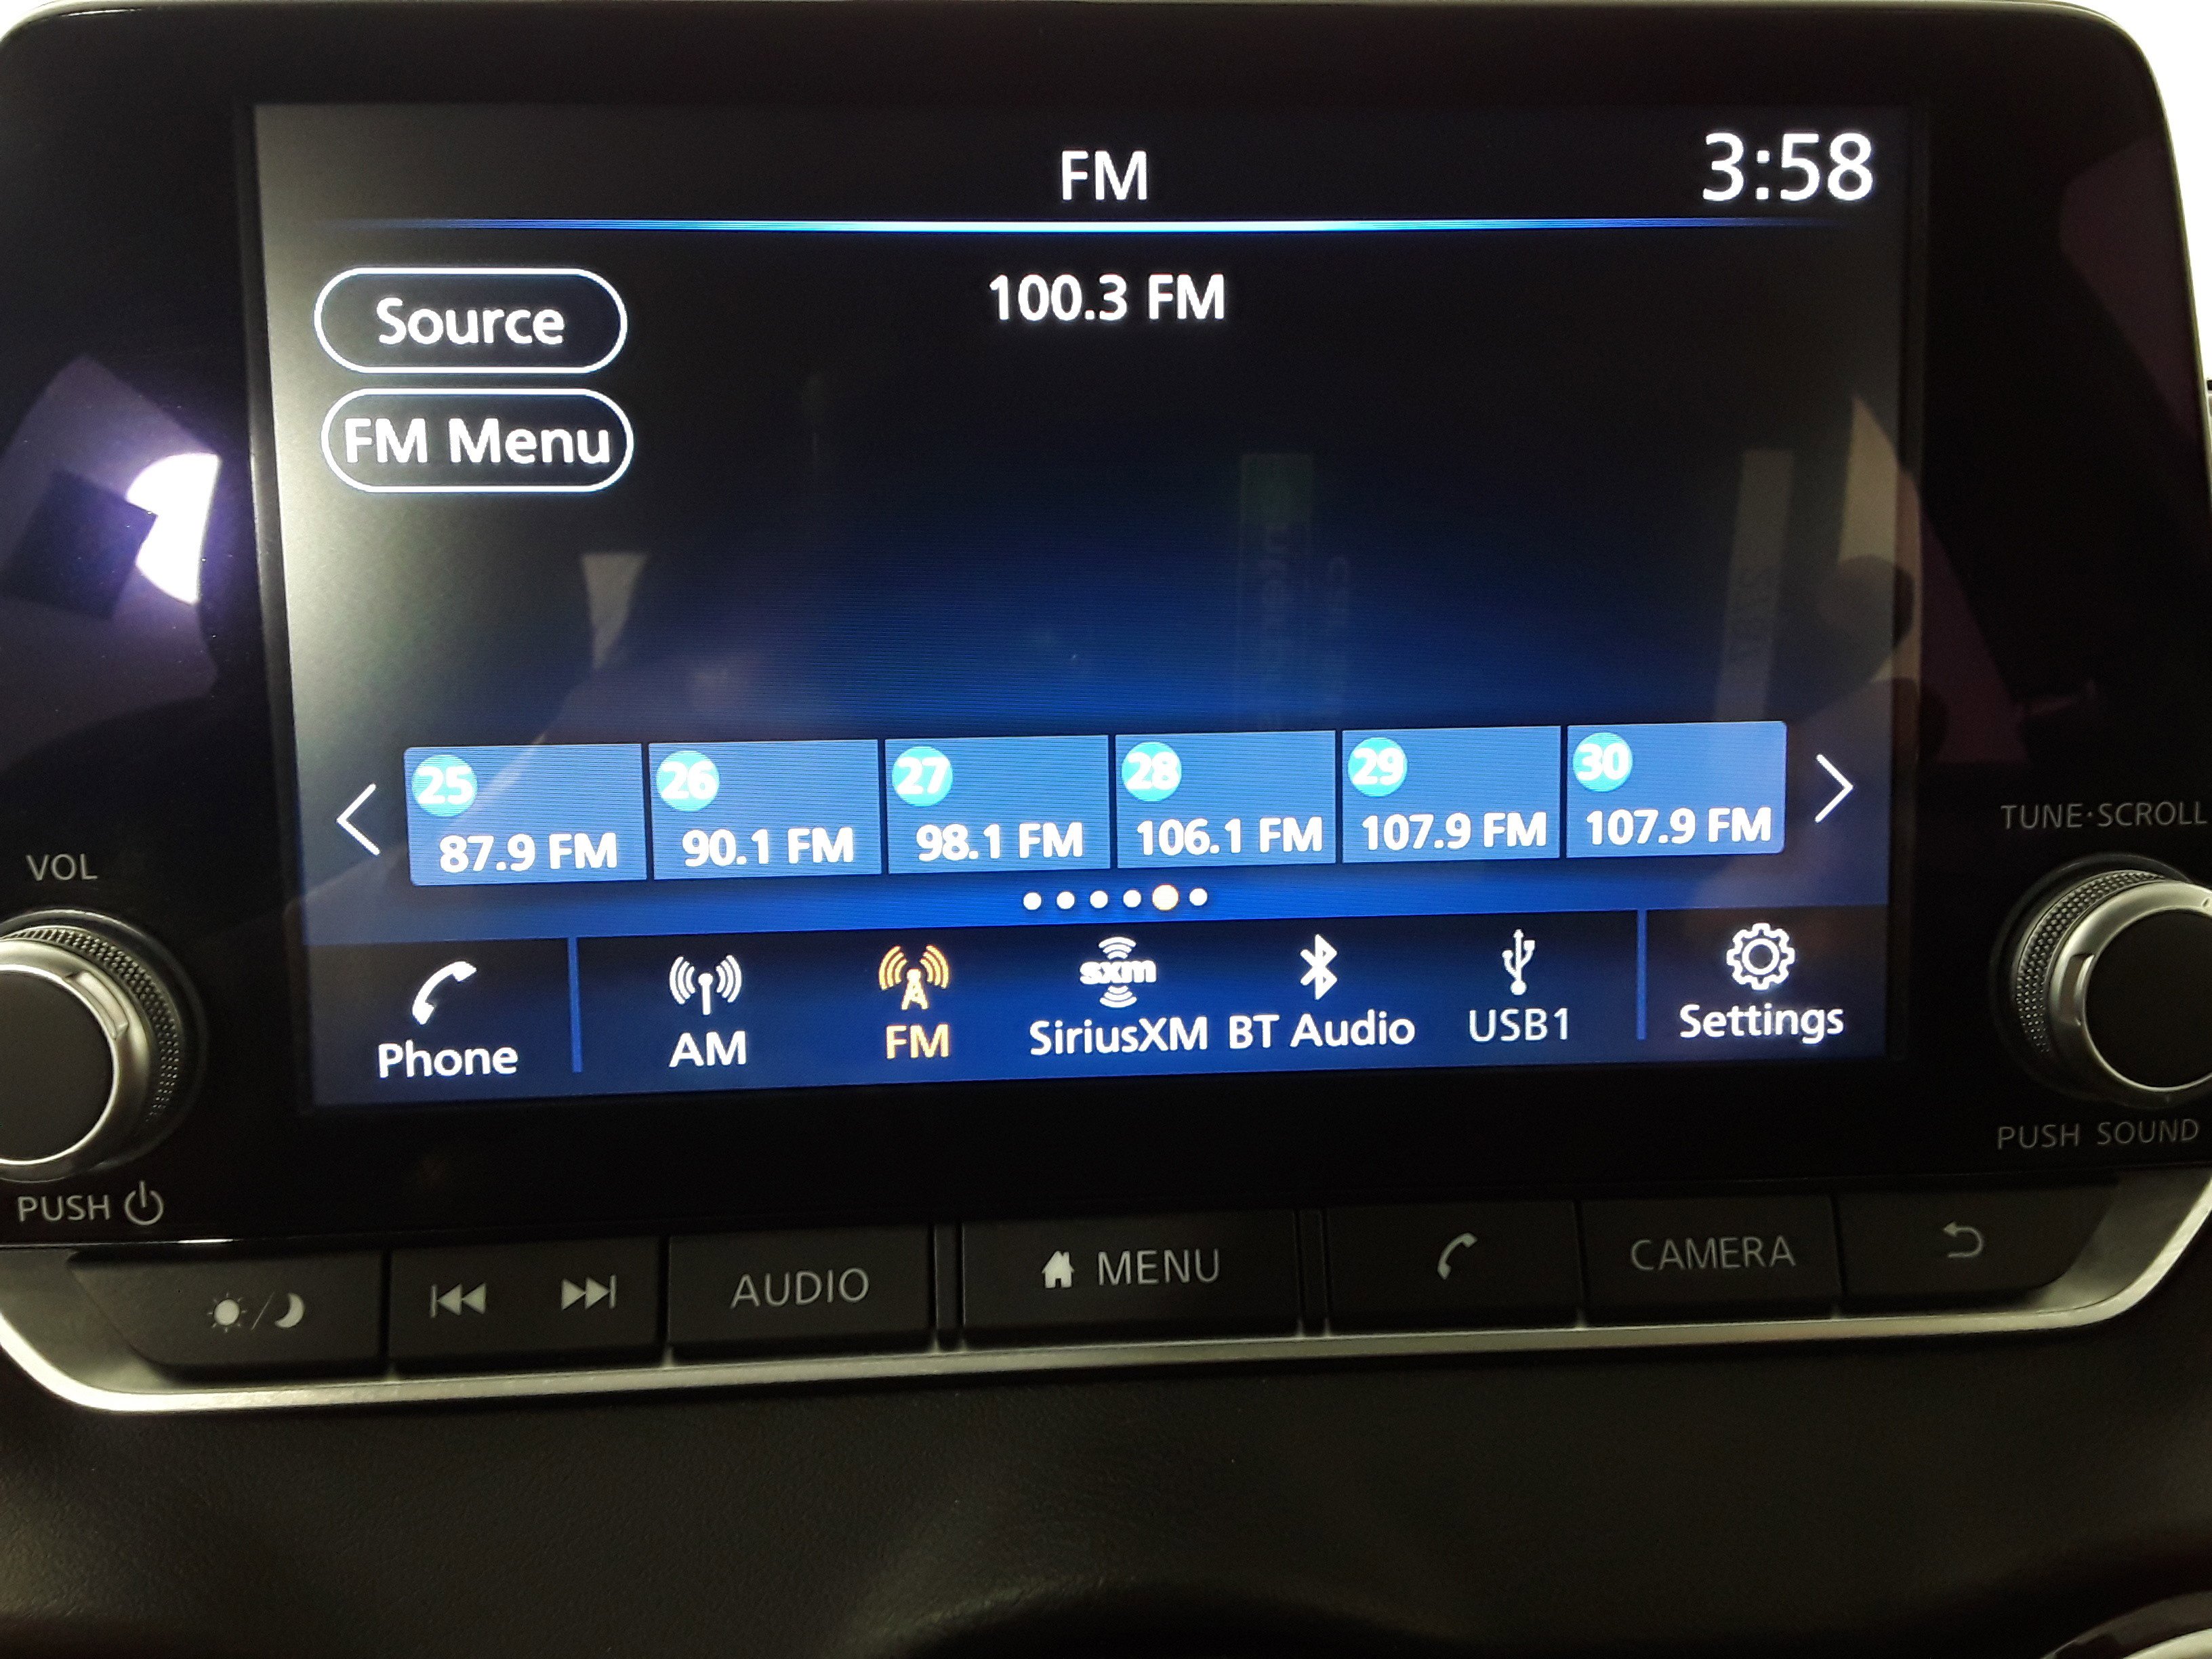 FM
3:58
100.3 FM
Source
FM Menu
25 26 27 28 29 30
87.9 FM 90.1 FM 98.1 FM 106.1 FM 107.9 FM 107.9 FM
sxm
Phone AM FM SiriusXM BT Audio USB1 Settings
VOL
PUSH
TUNE·SCROLL
PUSH SOUND
AUDIO MENU CAMERA